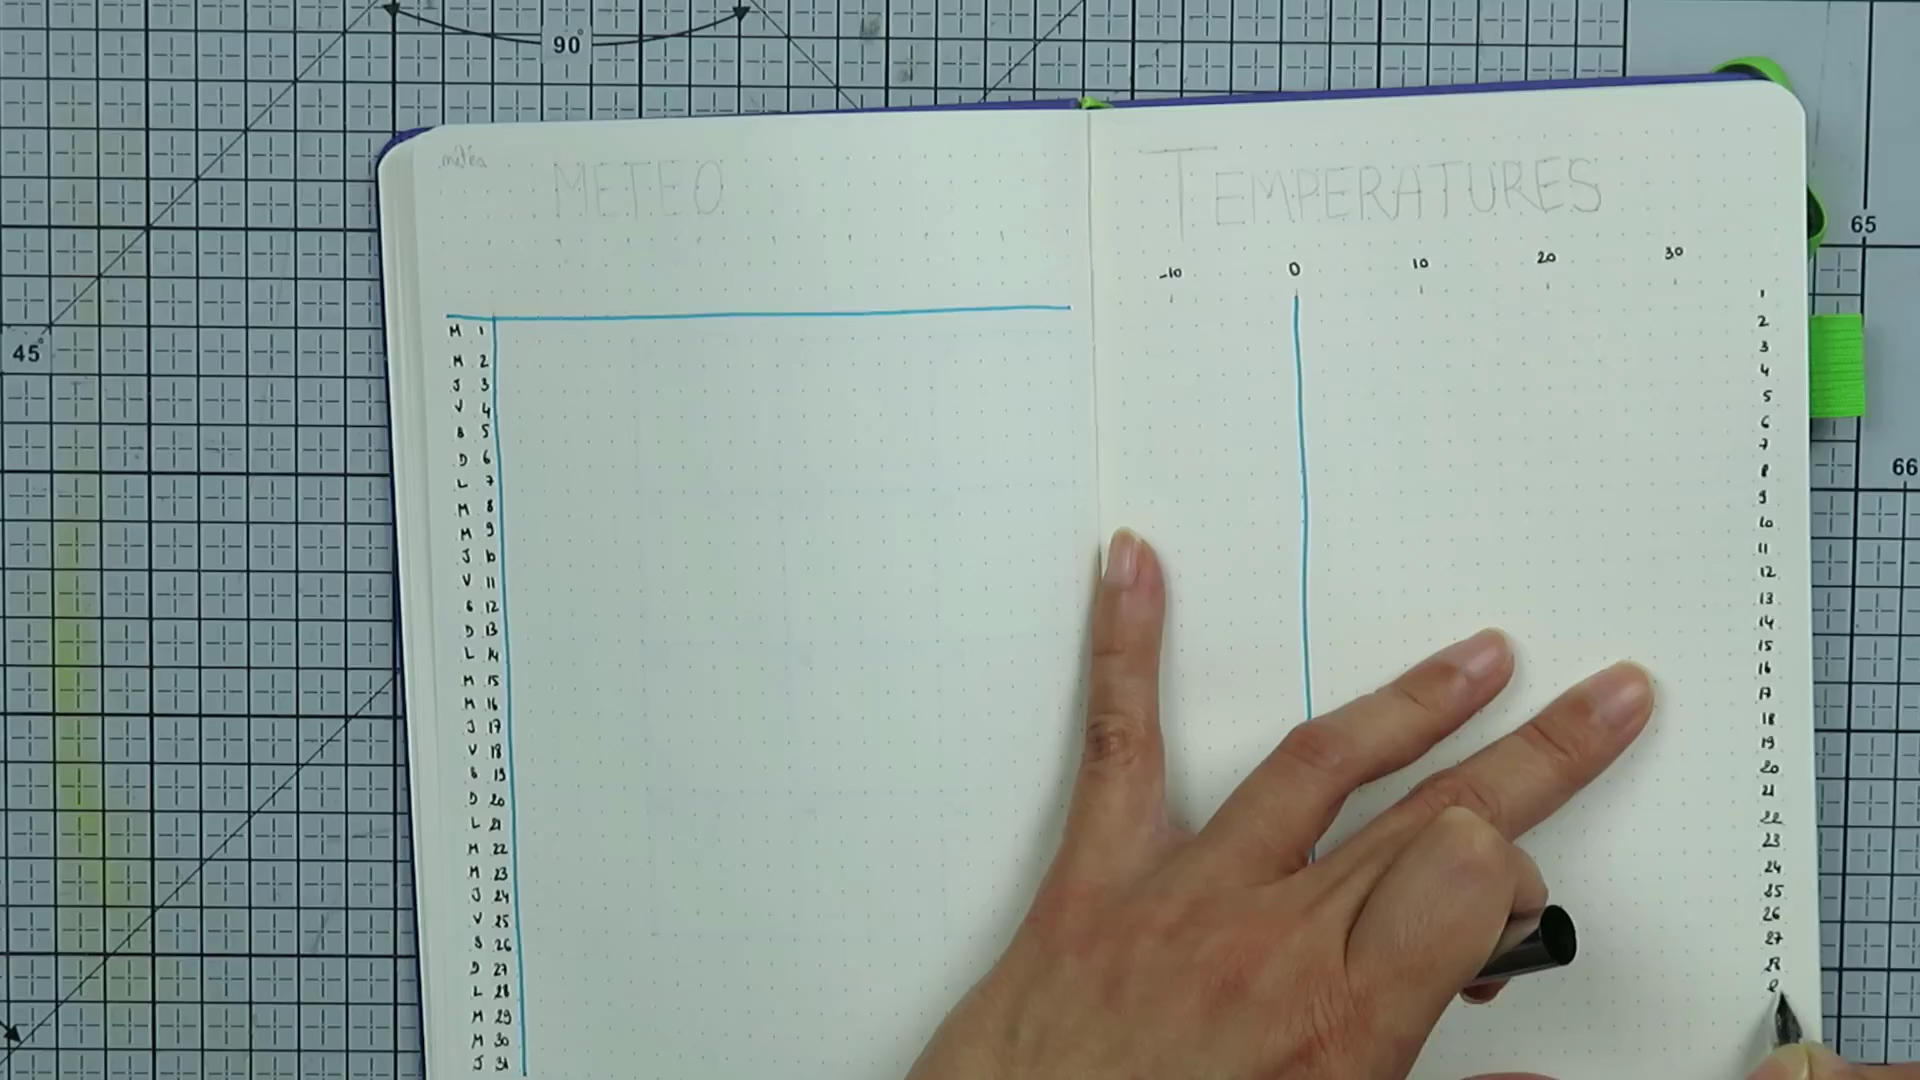 90°
45°
65
66
météo
METEO
M 1
M 2
J 3
V 4
S 5
D 6
L 7
M 8
M 9
J 10
V 11
S 12
D 13
L 14
M 15
M 16
J 17
V 18
S 19
D 20
L 21
M 22
M 23
J 24
V 25
S 26
D 27
L 28
M 29
M 30
J 31
TEMPERATURES
-10 0 10 20 30
1
2
3
4
5
6
7
8
9
10
11
12
13
14
15
16
17
18
19
20
21
22
23
24
25
26
27
28